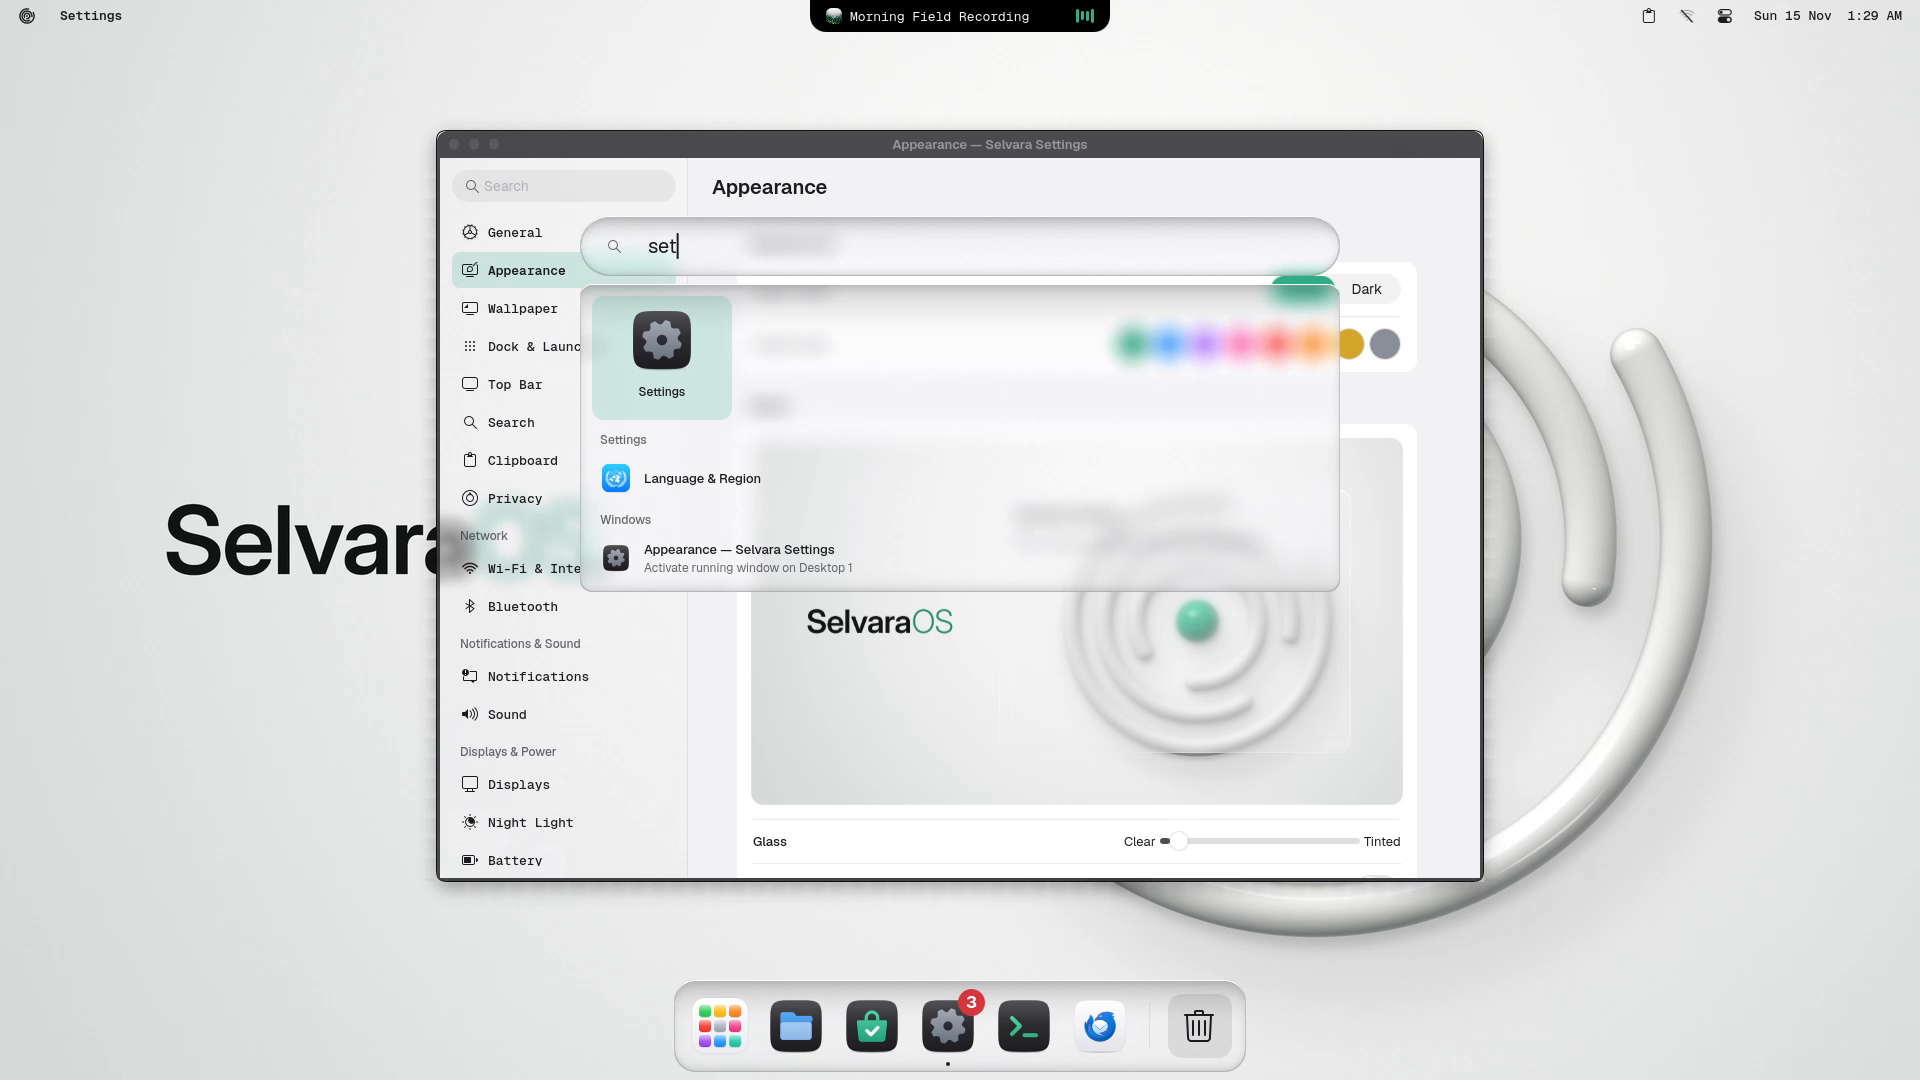 Settings
Morning Field Recording
Sun 15 Nov 1:29 AM
Appearance — Selvara Settings
Search
Appearance
General
Appearance
Wallpaper
Dock & Launc
Top Bar
Search
Clipboard
Privacy
Network
Wi-Fi & Inte
Bluetooth
Notifications & Sound
Notifications
Sound
Displays & Power
Displays
Night Light
Battery
set
Settings
Settings
Language & Region
Windows
Appearance — Selvara Settings
Activate running window on Desktop 1
Dark
SelvaraOS
Glass
Clear
Tinted
Selvara
3